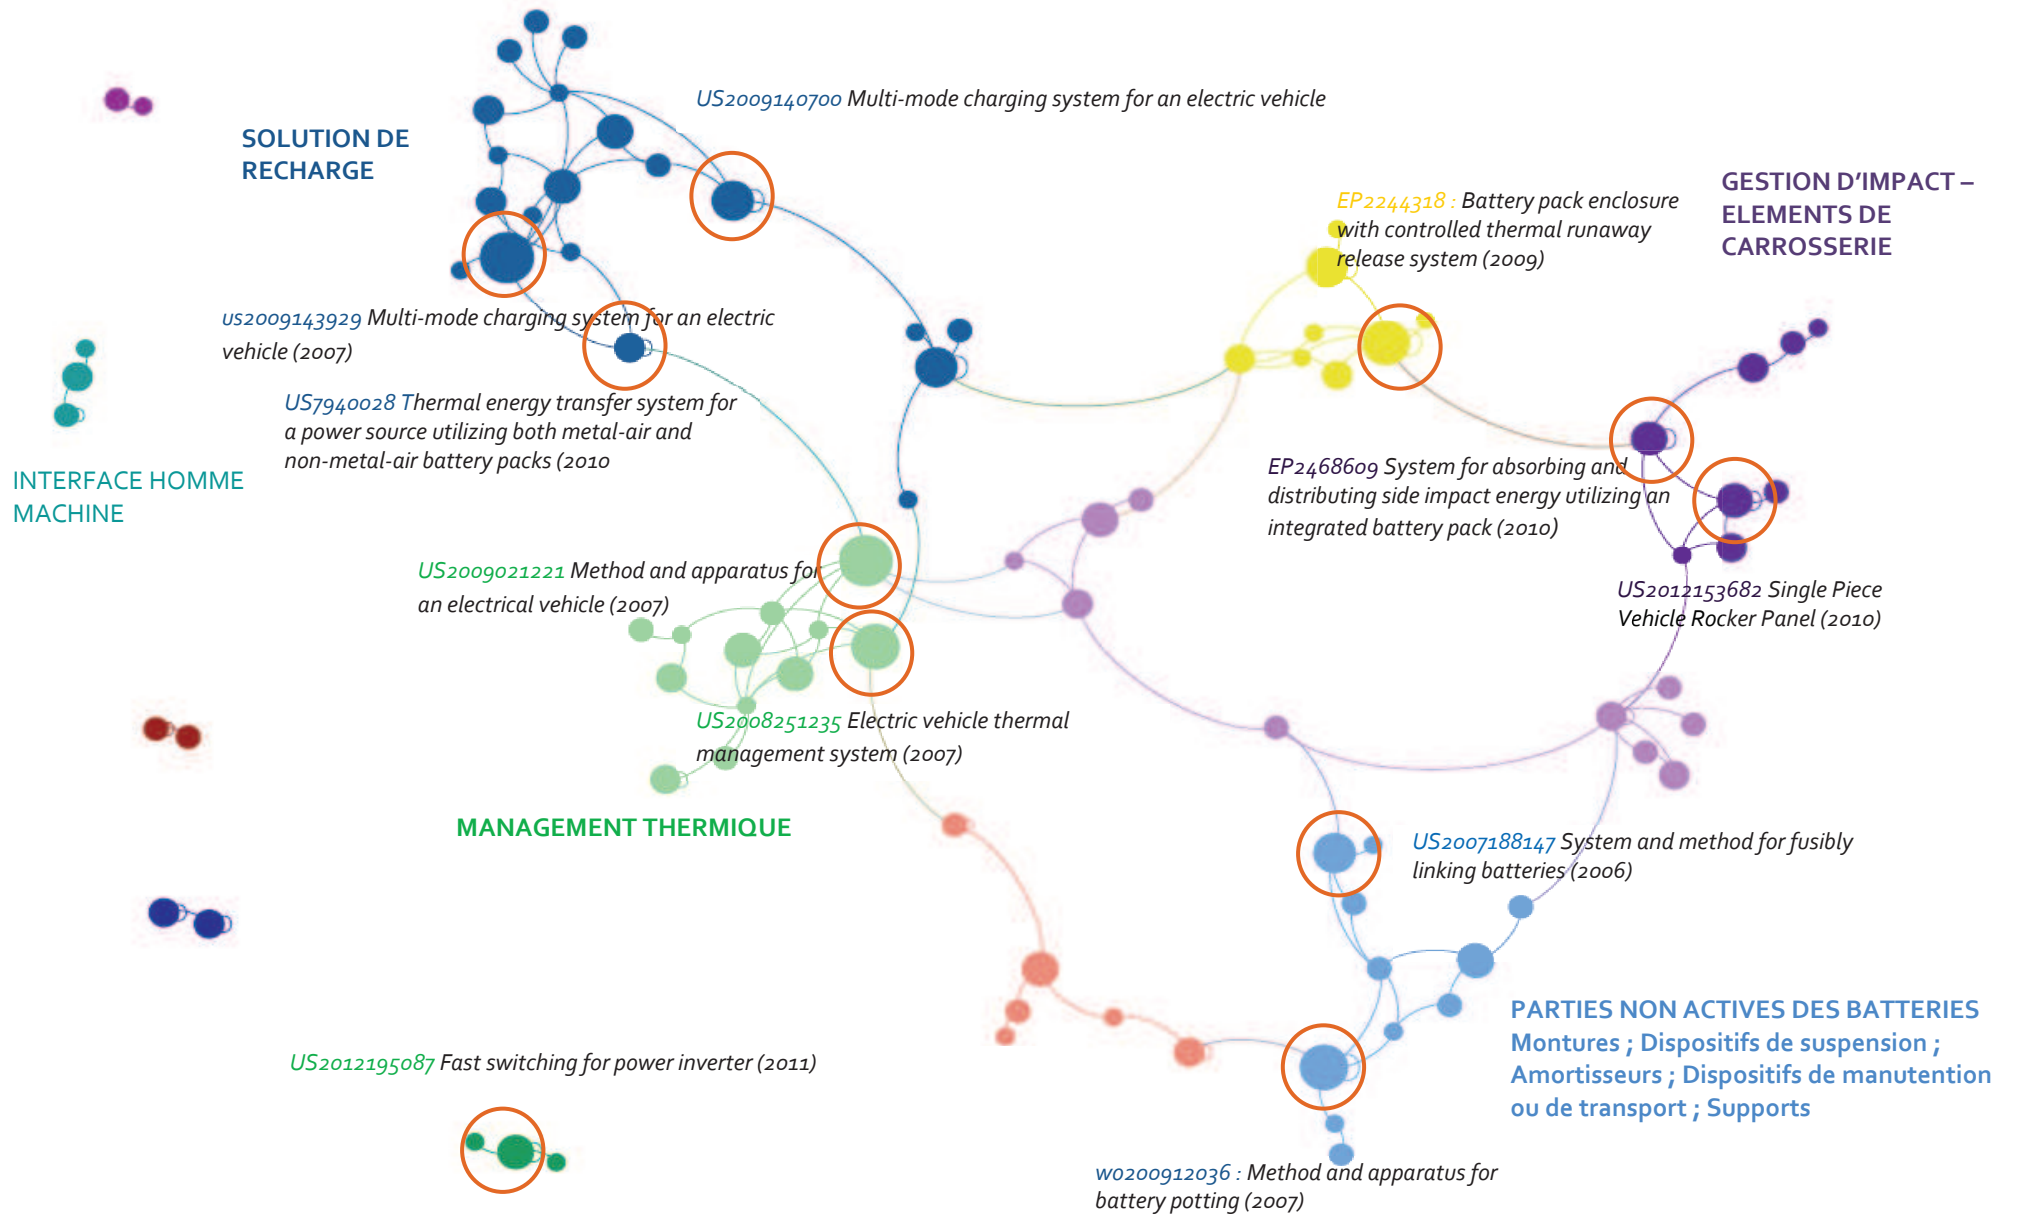 US2009140700 Multi-mode charging system for an electric vehicle
SOLUTION DE
RECHARGE
GESTION D'IMPACT –
ELEMENTS DE
CARROSSERIE
EP2244318 : Battery pack enclosure
with controlled thermal runaway
release system (2009)
us2009143929 Multi-mode charging system for an electric
vehicle (2007)
US7940028 Thermal energy transfer system for
a power source utilizing both metal-air and
non-metal-air battery packs (2010
INTERFACE HOMME
MACHINE
EP2468609 System for absorbing and
distributing side impact energy utilizing an
integrated battery pack (2010)
US2009021221 Method and apparatus for
an electrical vehicle (2007)
US2012153682 Single Piece
Vehicle Rocker Panel (2010)
US2008251235 Electric vehicle thermal
management system (2007)
MANAGEMENT THERMIQUE
US2007188147 System and method for fusibly
linking batteries (2006)
PARTIES NON ACTIVES DES BATTERIES
Montures ; Dispositifs de suspension ;
Amortisseurs ; Dispositifs de manutention
ou de transport ; Supports
US2012195087 Fast switching for power inverter (2011)
wo200912036 : Method and apparatus for
battery potting (2007)